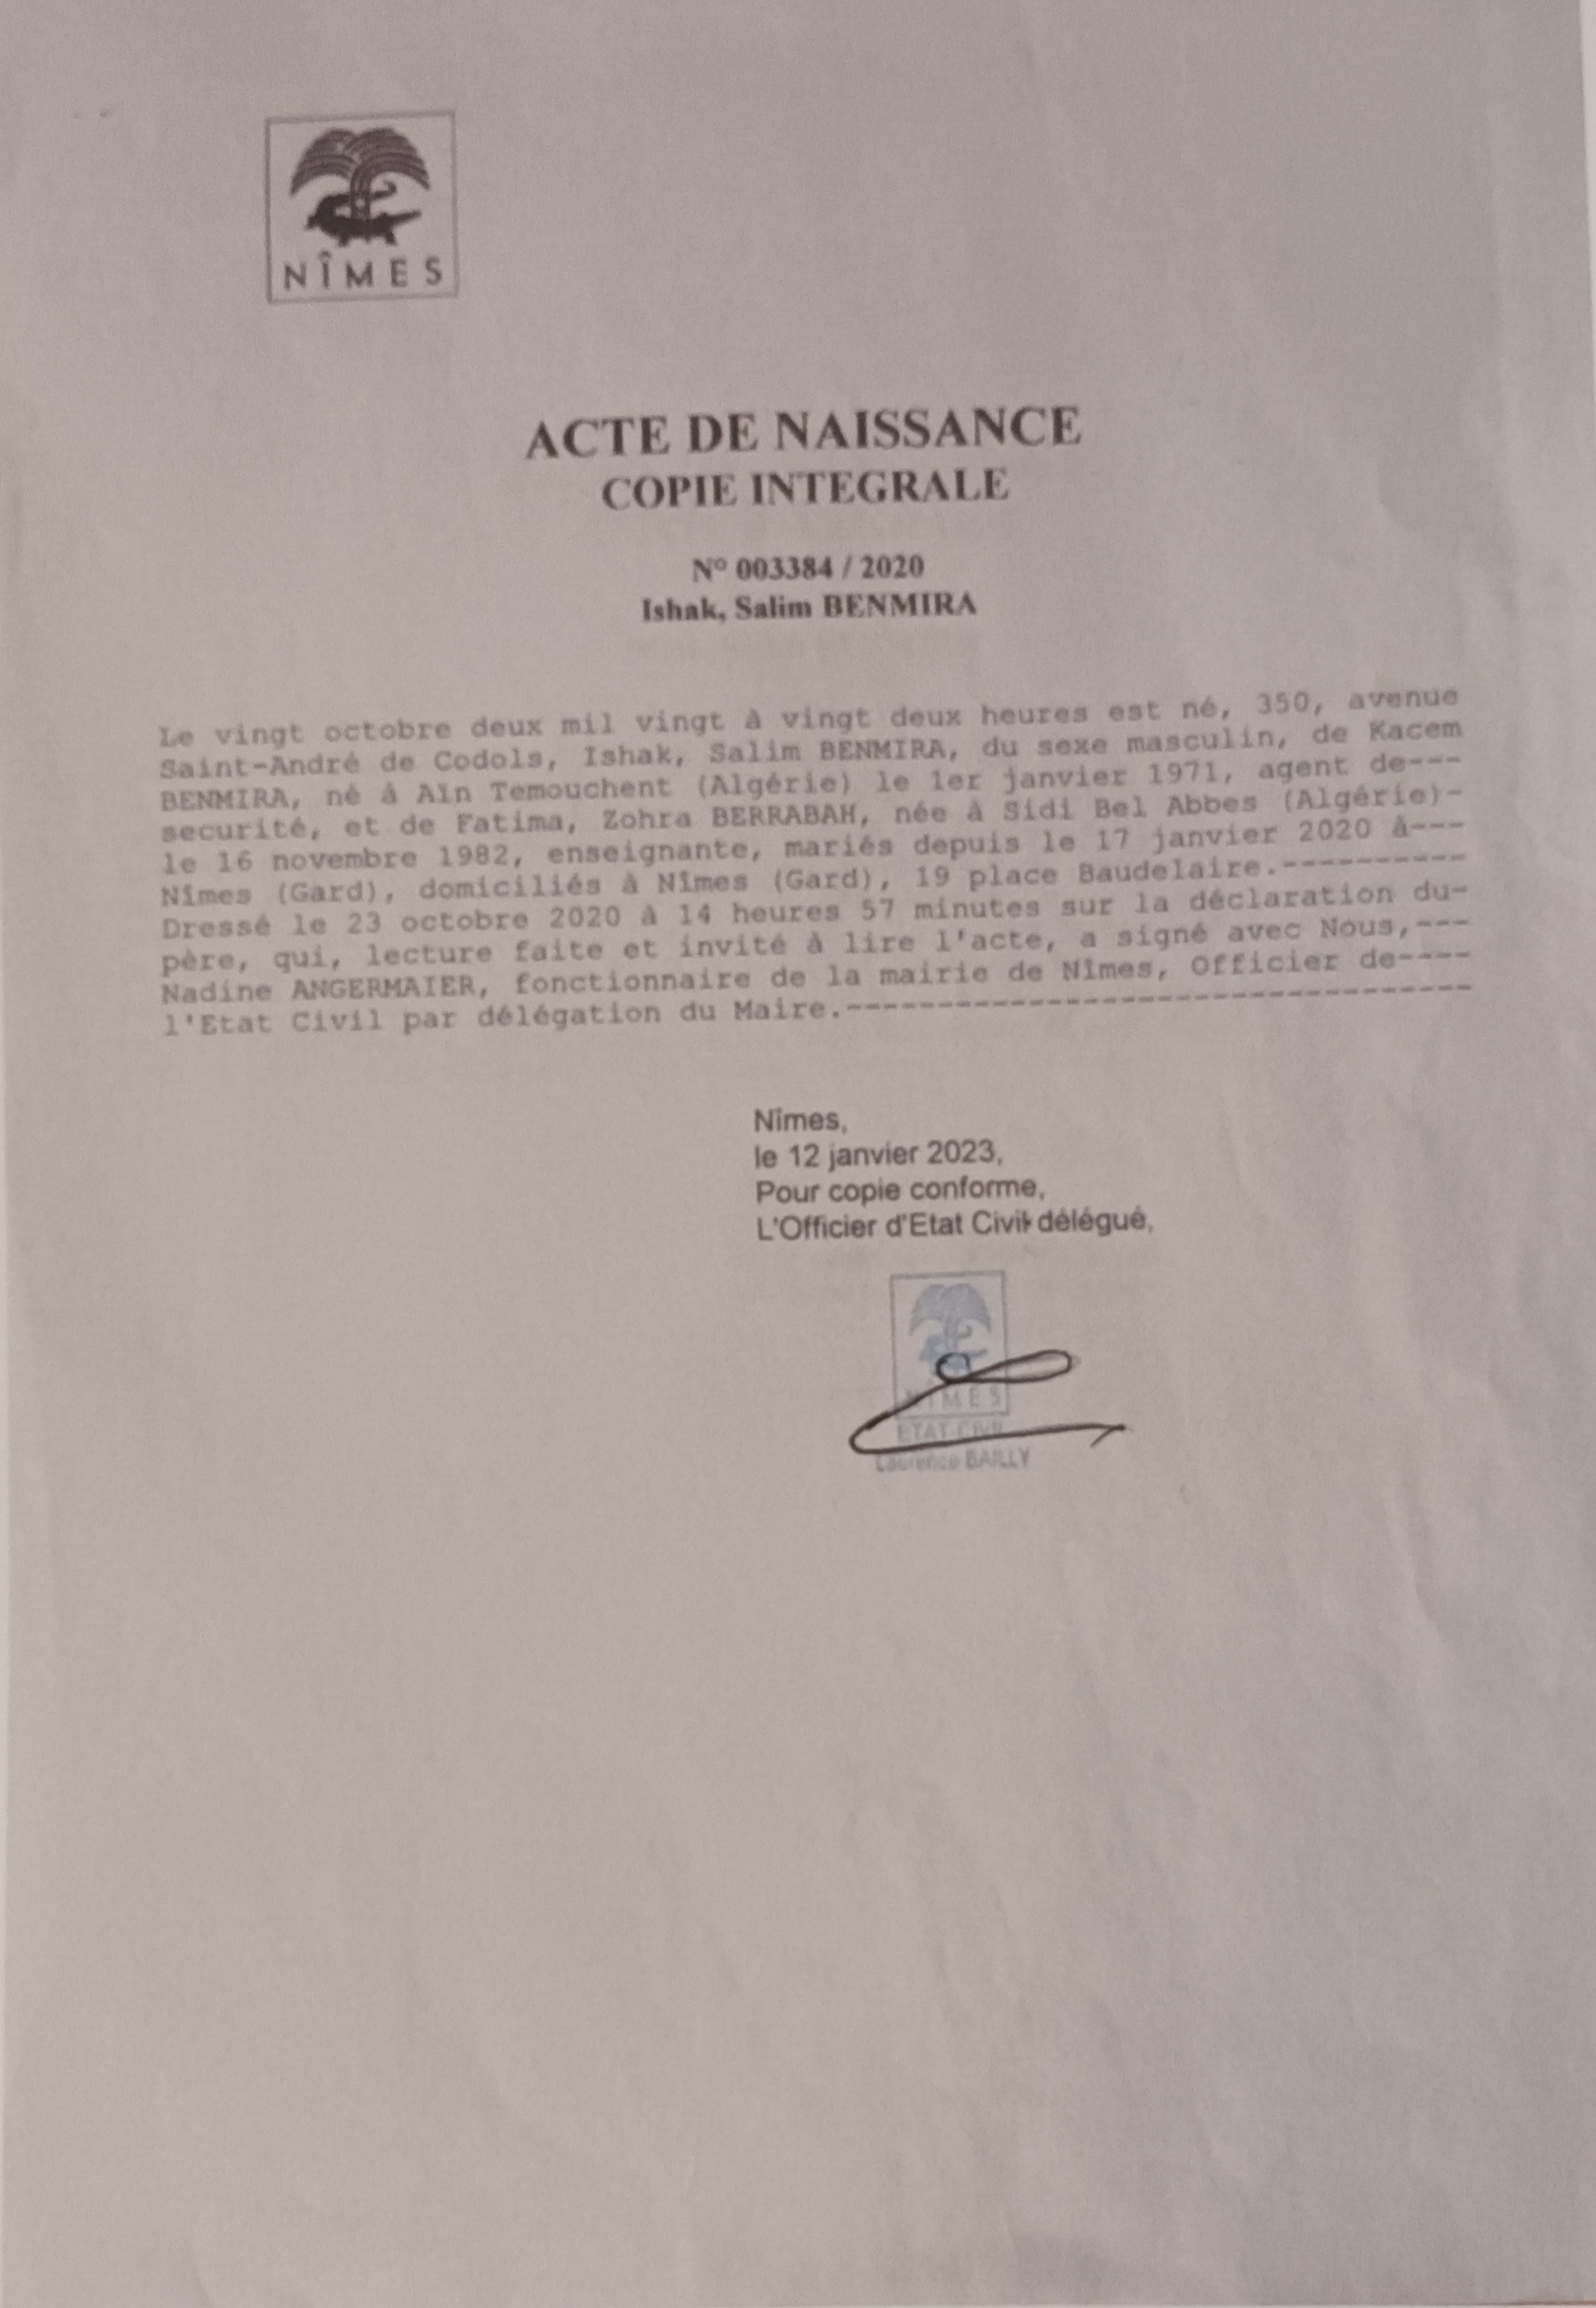 NÎMES
ACTE DE NAISSANCE
COPIE INTEGRALE
N° 003384 / 2020
Ishak, Salim BENMIRA
Le vingt octobre deux mil vingt à vingt deux heures est né, 350, avenue
Saint-André de Codols, Ishak, Salim BENMIRA, du sexe masculin, de Kacem
BENMIRA, né à Aïn Temouchent (Algérie) le 1er janvier 1971, agent de---
securité, et de Fatima, Zohra BERRABAH, née à Sidi Bel Abbes (Algérie)-
le 16 novembre 1982, enseignante, mariés depuis le 17 janvier 2020 à---
Nîmes (Gard), domiciliés à Nîmes (Gard), 19 place Baudelaire.----------
Dressé le 23 octobre 2020 à 14 heures 57 minutes sur la déclaration du-
père, qui, lecture faite et invité à lire l'acte, a signé avec Nous,---
Nadine ANGERMAIER, fonctionnaire de la mairie de Nîmes, Officier de----
l'Etat Civil par délégation du Maire.----------------------------------
Nîmes,
le 12 janvier 2023,
Pour copie conforme,
L'Officier d'Etat Civil délégué,
NÎMES
ETAT CIVIL
Laurence BAILLY